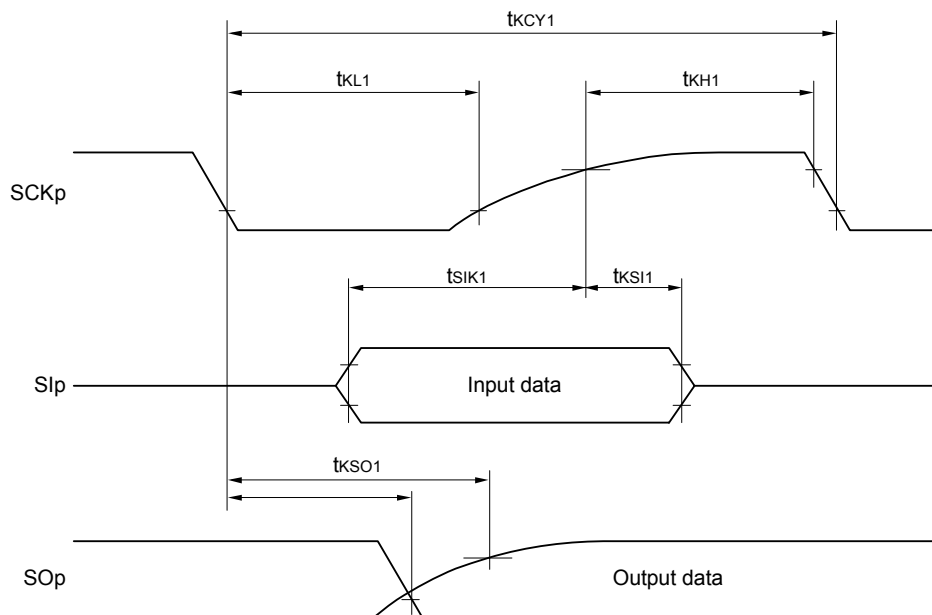 tKCY1
tKL1
tKH1
SCKp
tSIK1
tKSI1
SIp
Input data
tKSO1
SOp
Output data